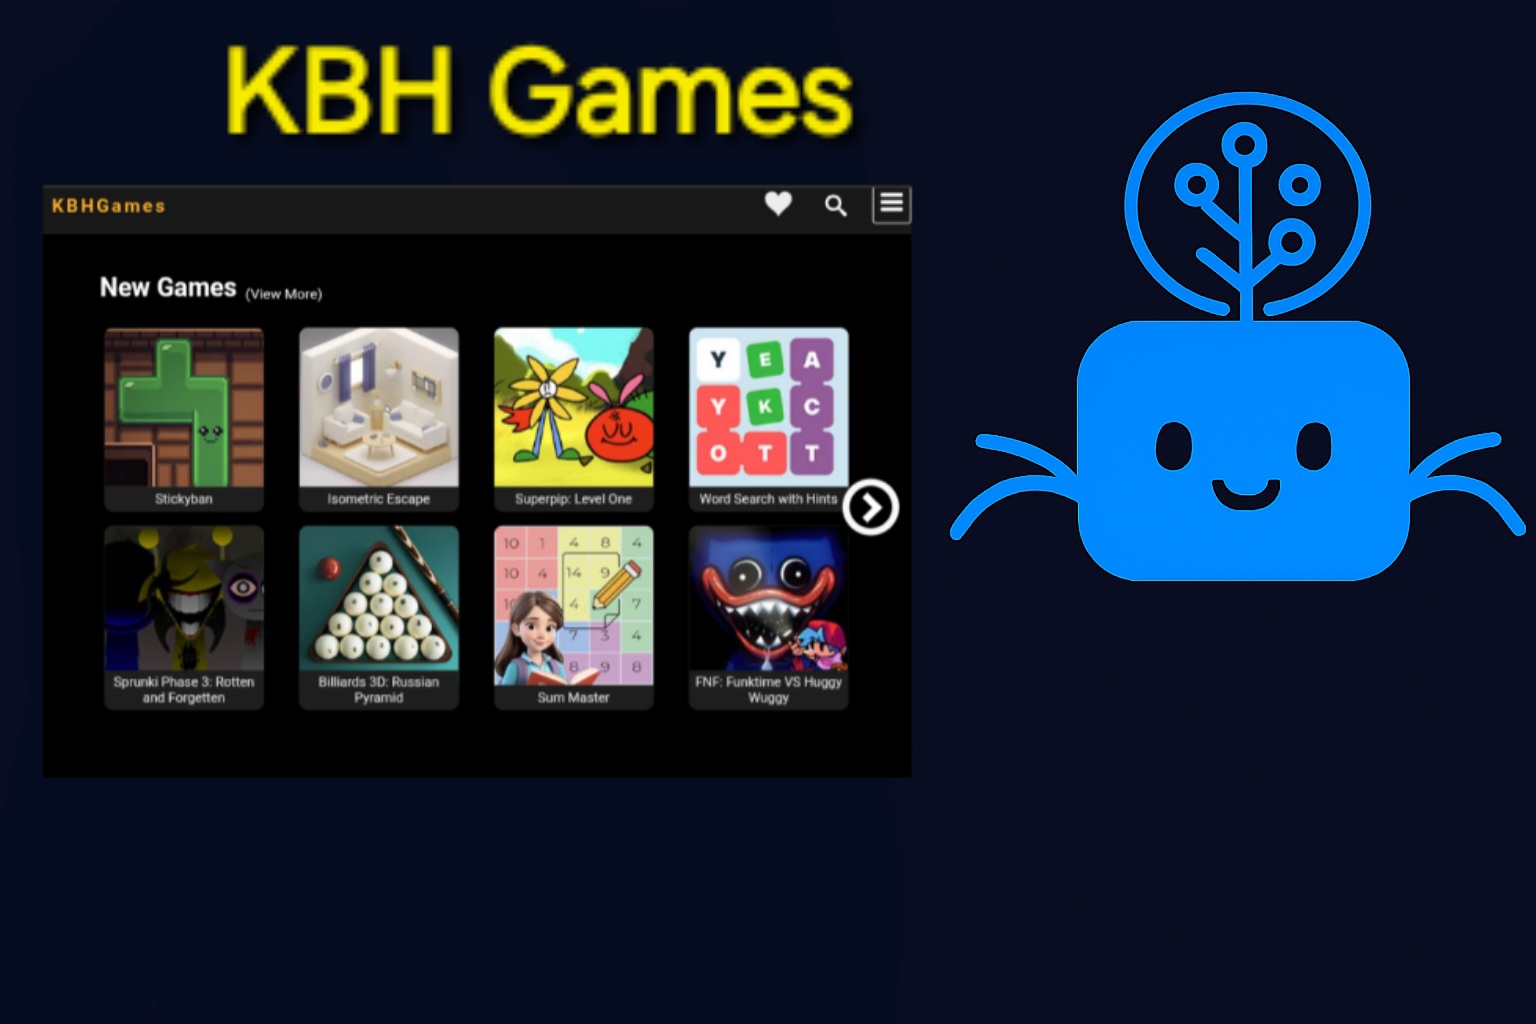 KBH Games
KBHGames
New Games (View More)
Y E A
Y K C
O T T
Stickyban
Isometric Escape
Superpip: Level One
Word Search with Hints
10 1 4 8 4
10 4 14 9
4 7
7 3 4
8 9 8
Sprunki Phase 3: Rotten
and Forgetten
Billiards 3D: Russian
Pyramid
Sum Master
FNF: Funktime VS Huggy
Wuggy